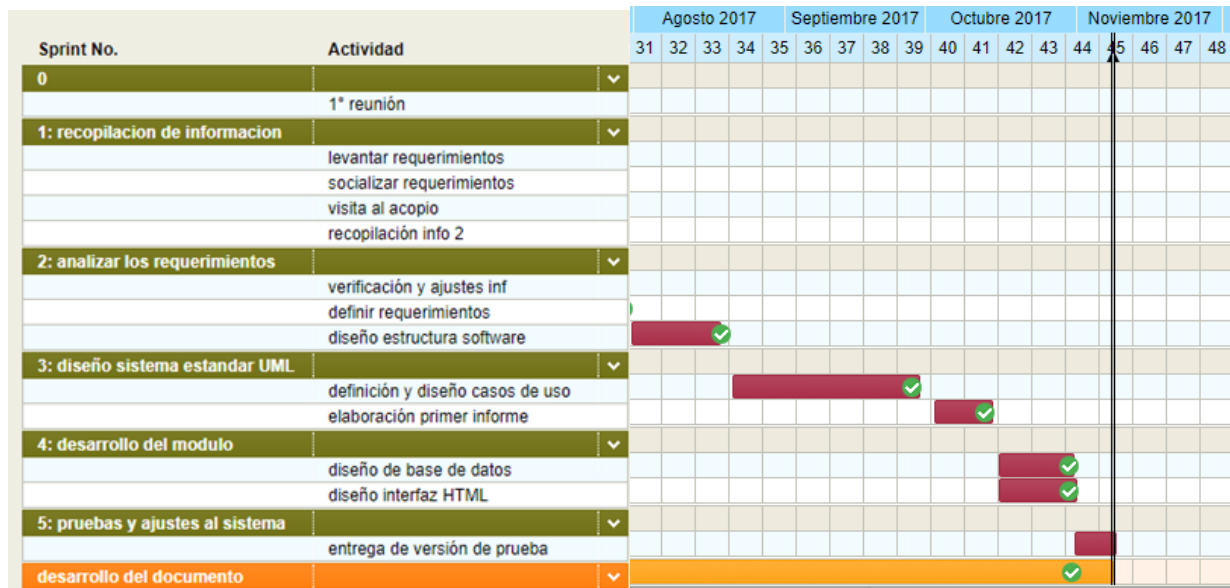 Agosto 2017 Septiembre 2017 Octubre 2017 Noviembre 2017
Sprint No. Actividad 31 32 33 34 35 36 37 38 39 40 41 42 43 44 45 46 47 48
0
1° reunión
1: recopilacion de informacion
levantar requerimientos
socializar requerimientos
visita al acopio
recopilación info 2
2: analizar los requerimientos
verificación y ajustes inf
definir requerimientos
diseño estructura software
3: diseño sistema estandar UML
definición y diseño casos de uso
elaboración primer informe
4: desarrollo del modulo
diseño de base de datos
diseño interfaz HTML
5: pruebas y ajustes al sistema
entrega de versión de prueba
desarrollo del documento